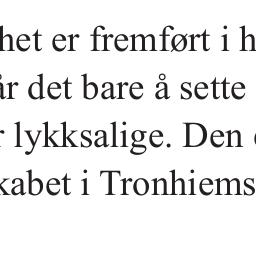 het er fremført i h
år det bare å sette
r lykksalige. Den
kabet i Tronhiems